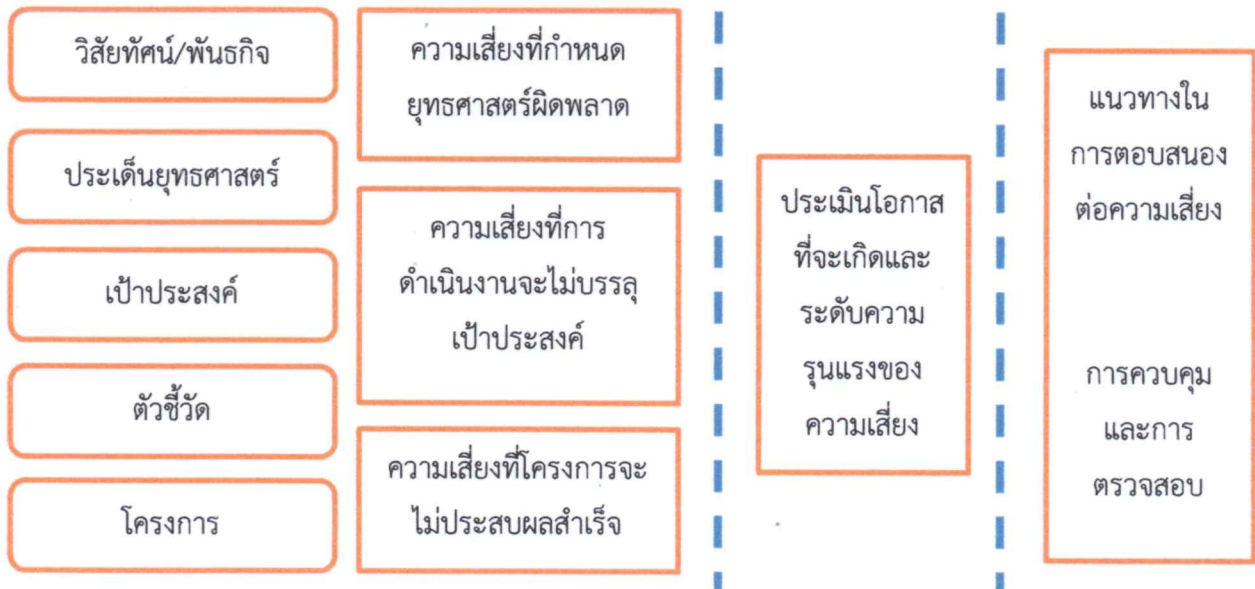 วิสัยทัศน์/พันธกิจ
ประเด็นยุทธศาสตร์
เป้าประสงค์
ตัวชี้วัด
โครงการ
ความเสี่ยงที่กำหนด
ยุทธศาสตร์ผิดพลาด
ความเสี่ยงที่การ
ดำเนินงานจะไม่บรรลุ
เป้าประสงค์
ความเสี่ยงที่โครงการจะ
ไม่ประสบผลสำเร็จ
ประเมินโอกาส
ที่จะเกิดและ
ระดับความ
รุนแรงของ
ความเสี่ยง
แนวทางใน
การตอบสนอง
ต่อความเสี่ยง
การควบคุม
และการ
ตรวจสอบ